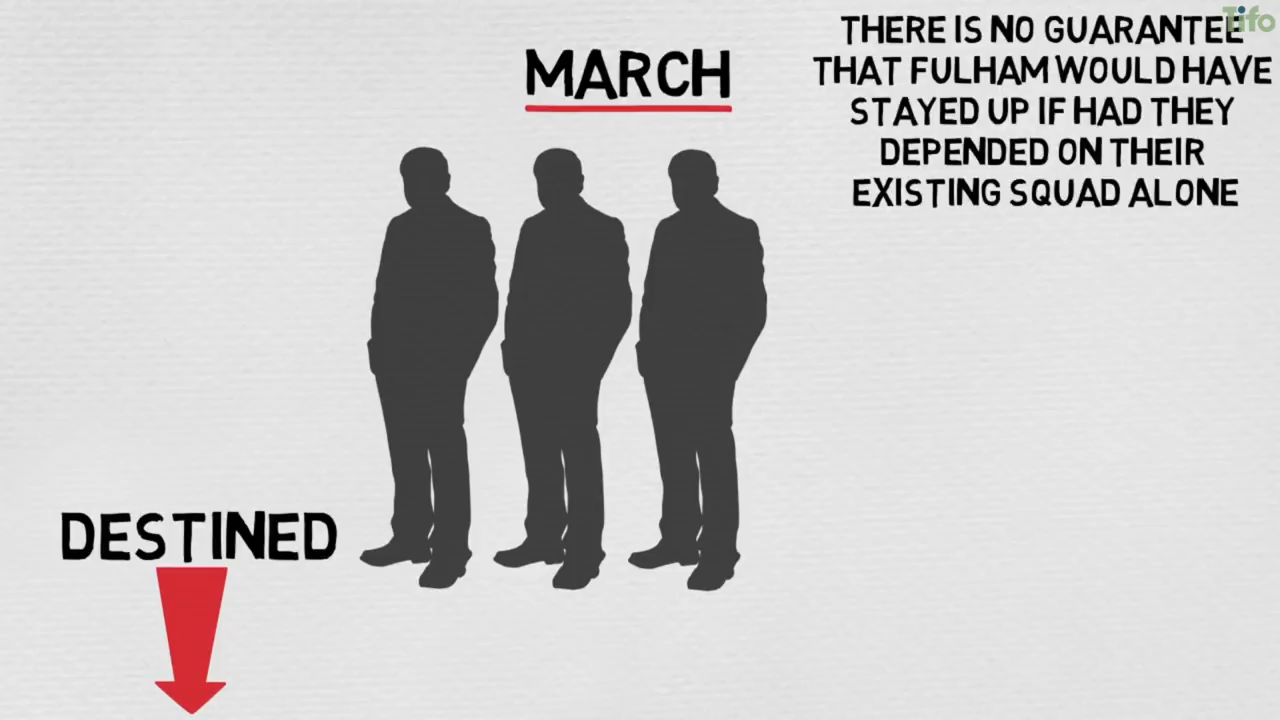 Tifo
THERE IS NO GUARANTEE
THAT FULHAM WOULD HAVE
STAYED UP IF HAD THEY
DEPENDED ON THEIR
EXISTING SQUAD ALONE
MARCH
DESTINED